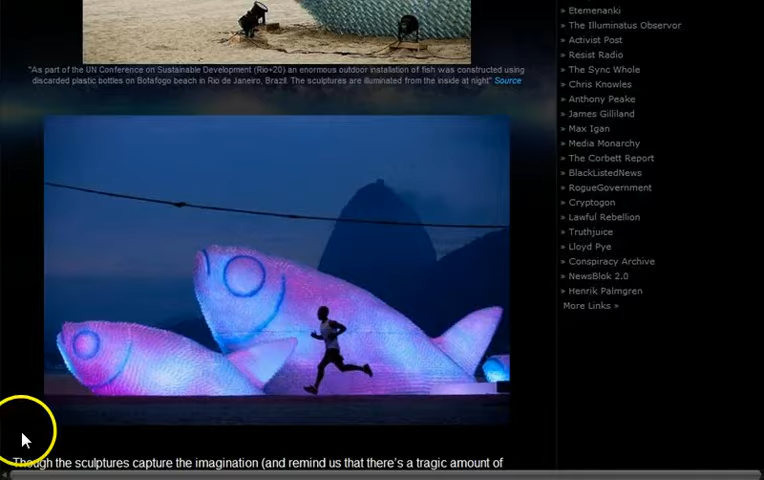 "As part of the UN Conference on Sustainable Development (Rio+20) an enormous outdoor installation of fish was constructed using
discarded plastic bottles on Botafogo beach in Rio de Janeiro, Brazil. The sculptures are illuminated from the inside at night" Source
Though the sculptures capture the imagination (and remind us that there's a tragic amount of
» Etemenanki
» The Illuminatus Observor
» Activist Post
» Resist Radio
» The Sync Whole
» Chris Knowles
» Anthony Peake
» James Gilliland
» Max Igan
» Media Monarchy
» The Corbett Report
» BlackListedNews
» RogueGovernment
» Cryptogon
» Lawful Rebellion
» Truthjuice
» Lloyd Pye
» Conspiracy Archive
» NewsBlok 2.0
» Henrik Palmgren
More Links »